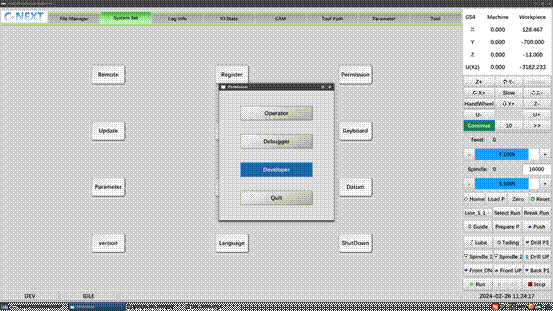 C-NEXT
File Manager
System Set
Log Info
IO State
CAM
Tool Path
Parameter
Tool
G54 Machine Workpiece
X 0.000 128.467
Y 0.000 -700.000
Z 0.000 -13.000
U(X2) 0.000 -3182.233
Remote
Register
Permission
Update
Keyboard
Parameter
Datum
version
Language
ShutDown
Permission
Operator
Debugger
Developer
Quit
Z+ Y-
X+ Slow X-
HandWheel Y+ Z-
U- U+
Continue 10 >>
Feed: 0
- F:100% +
Spindle: 0 16000
- S:100% +
Home Load P Zero Reset
Line 1 1 Select Run Break Run
Guide Prepare P Push
Lube Tailing Drill P3
Spindle 1 Spindle 2 Drill UP
Front DN Front UP Back P1
Run Stop
DEV IDLE 2024-02-28 11:24:17